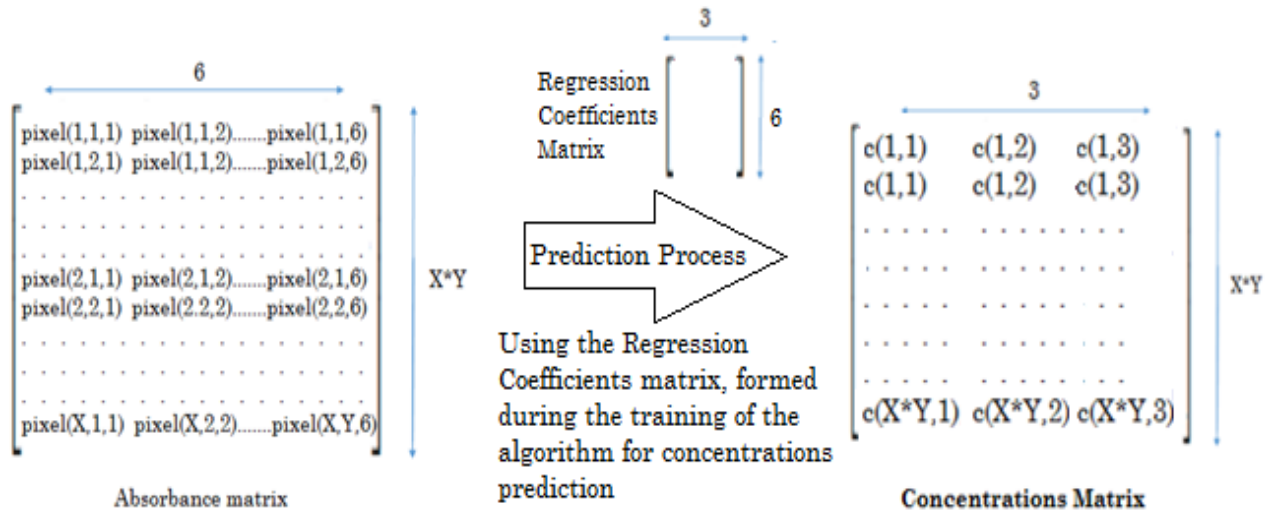 6
pixel(1,1,1) pixel(1,1,2).......pixel(1,1,6)
pixel(1,2,1) pixel(1,1,2).......pixel(1,2,6)
. . . . . . . . . . . . . . . . . .
. . . . . . . . . . . . . . . . . .
. . . . . . . . . . . . . . . . . .
pixel(2,1,1) pixel(2,1,2).......pixel(2,1,6)
pixel(2,2,1) pixel(2.2,2).......pixel(2,2,6)
. . . . . . . . . . . . . . . . . .
. . . . . . . . . . . . . . . . . .
. . . . . . . . . . . . . . . . . .
pixel(X,1,1) pixel(X,2,2).......pixel(X,Y,6)
X*Y
Absorbance matrix
3
Regression
Coefficients
Matrix
6
Prediction Process
Using the Regression
Coefficients matrix, formed
during the training of the
algorithm for concentrations
prediction
3
c(1,1) c(1,2) c(1,3)
c(1,1) c(1,2) c(1,3)
. . . . . . . . . . . . .
. . . . . . . . . . . . .
. . . . . . . . . . . . .
. . . . . . . . . . . . .
. . . . . . . . . . . . .
c(X*Y,1) c(X*Y,2) c(X*Y,3)
X*Y
Concentrations Matrix